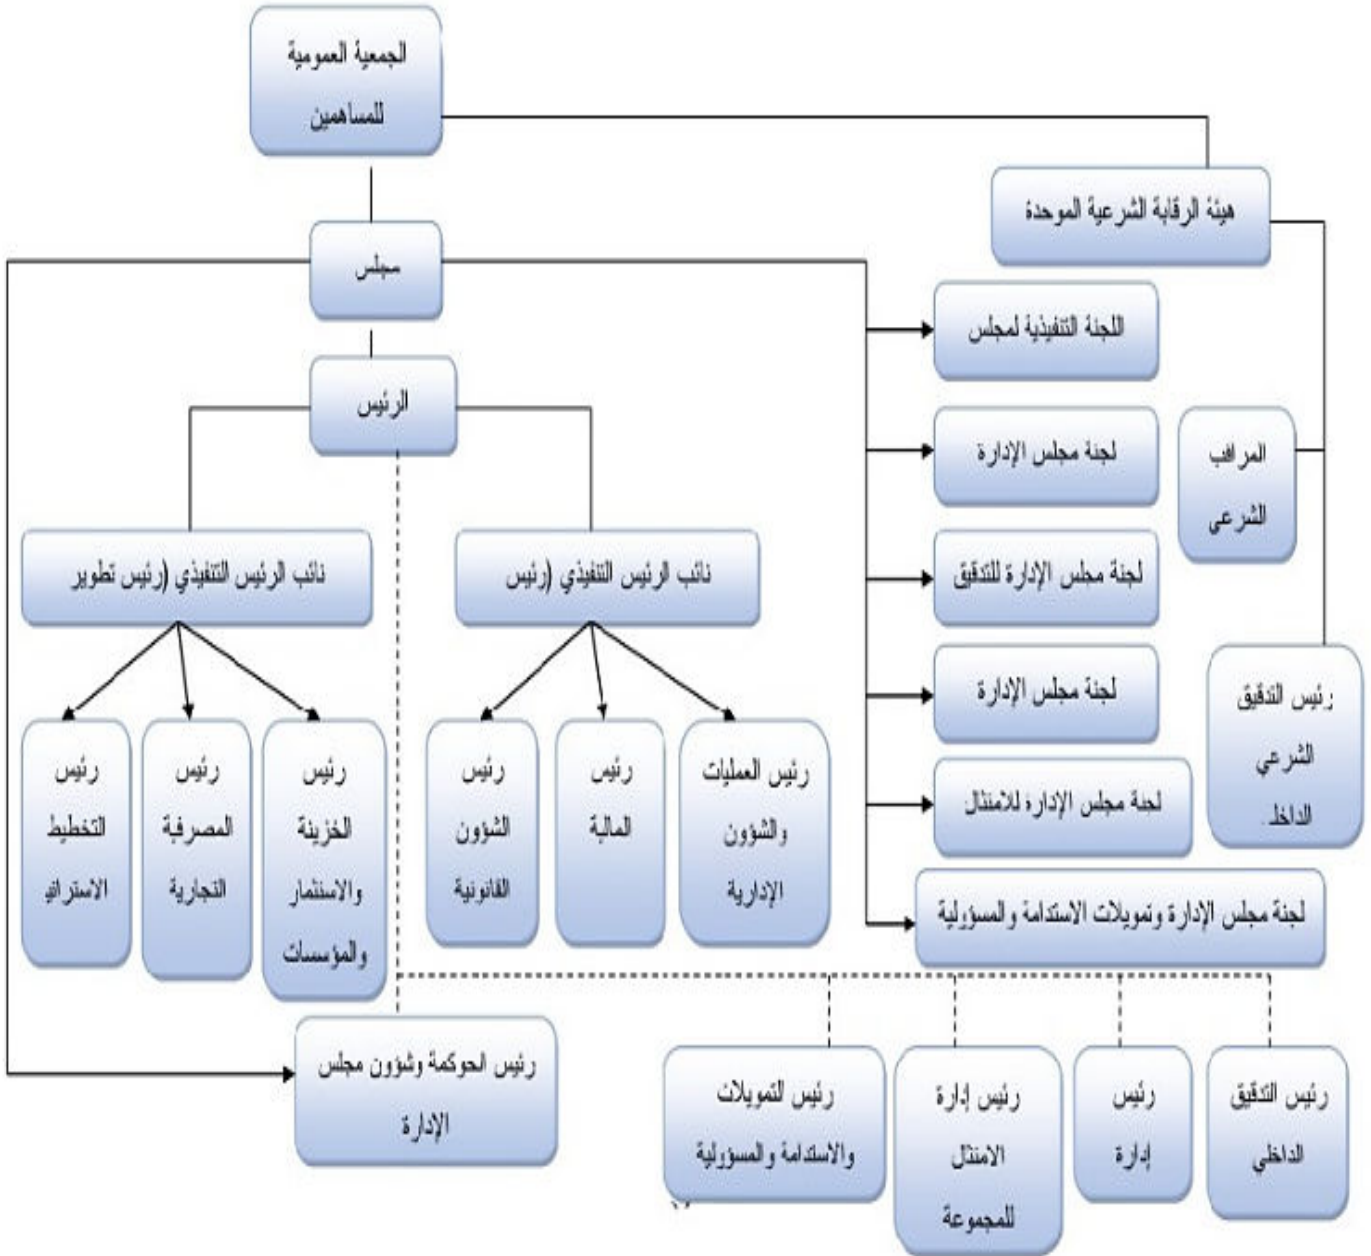 الجمعية العمومية
للمساهمين
هيئة الرقابة الشرعية الموحدة
مجلس
اللجنة التنفيذية لمجلس
الرئيس
لجنة مجلس الإدارة
المراقب
الشرعي
نائب الرئيس التنفيذي (رئيس
نائب الرئيس التنفيذي (رئيس تطوير
لجنة مجلس الإدارة للتدقيق
لجنة مجلس الإدارة
رئيس التدقيق
الشرعي
الداخل
لجنة مجلس الإدارة للامتثال
لجنة مجلس الإدارة وتمويلات الاستدامة والمسؤولية
رئيس العمليات
والشؤون
الإدارية
رئيس
المالية
رئيس
الشؤون
القانونية
رئيس
الخزينة
والاستثمار
والمؤسسات
رئيس
المصرفية
التجارية
رئيس
التخطيط
الاستراتي
رئيس الحوكمة وشؤون مجلس
الإدارة
رئيس التدقيق
الداخلي
رئيس
إدارة
رئيس إدارة
الامتثال
للمجموعة
رئيس التمويلات
والاستدامة والمسؤولية